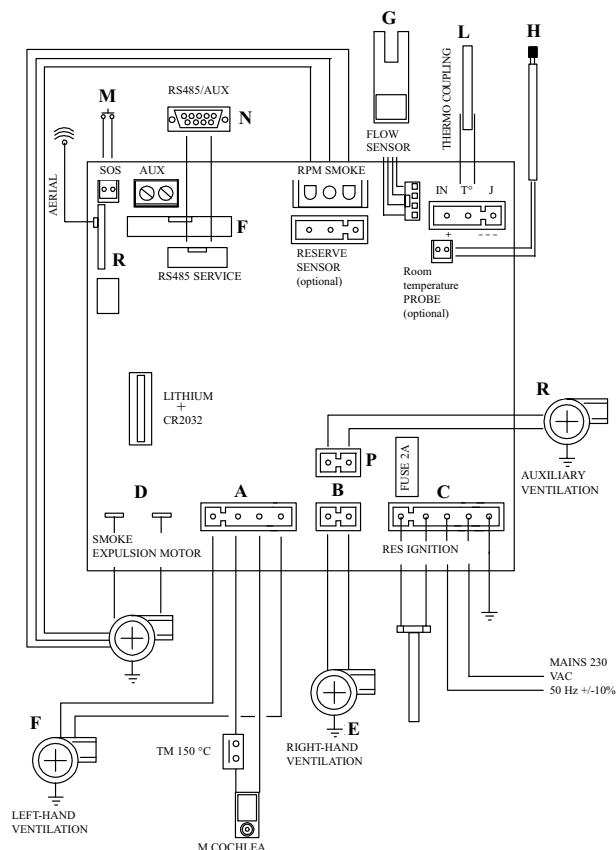 G
L
H
M
RS485/AUX
N
THERMO COUPLING
FLOW
SENSOR
SOS
AUX
RPM SMOKE
IN T° J
AERIAL
F
R
RS485 SERVICE
RESERVE
SENSOR
(optional)
+ ---
Room
temperature
PROBE
(optional)
LITHIUM
+
CR2032
R
P
FUSE 2A
AUXILIARY
VENTILATION
D
A
B
C
SMOKE
EXPULSION MOTOR
RES IGNITION
MAINS 230
VAC
50 Hz +/-10%
F
E
TM 150 °C
RIGHT-HAND
VENTILATION
LEFT-HAND
VENTILATION
M COCHLEA